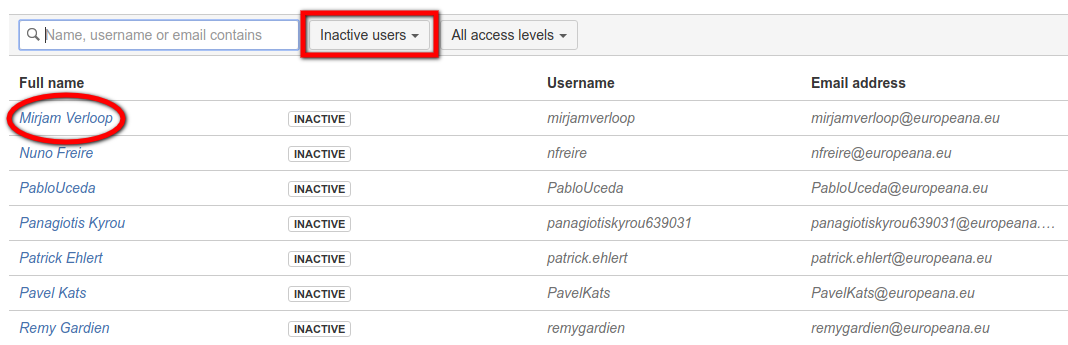 Name, username or email contains Inactive users All access levels
Full name Username Email address
Mirjam Verloop INACTIVE mirjamverloop mirjamverloop@europeana.eu
Nuno Freire INACTIVE nfreire nfreire@europeana.eu
PabloUceda INACTIVE PabloUceda PabloUceda@europeana.eu
Panagiotis Kyrou INACTIVE panagiotiskyrou639031 panagiotiskyrou639031@europeana....
Patrick Ehlert INACTIVE patrick.ehlert patrick.ehlert@europeana.eu
Pavel Kats INACTIVE PavelKats PavelKats@europeana.eu
Remy Gardien INACTIVE remygardien remygardien@europeana.eu